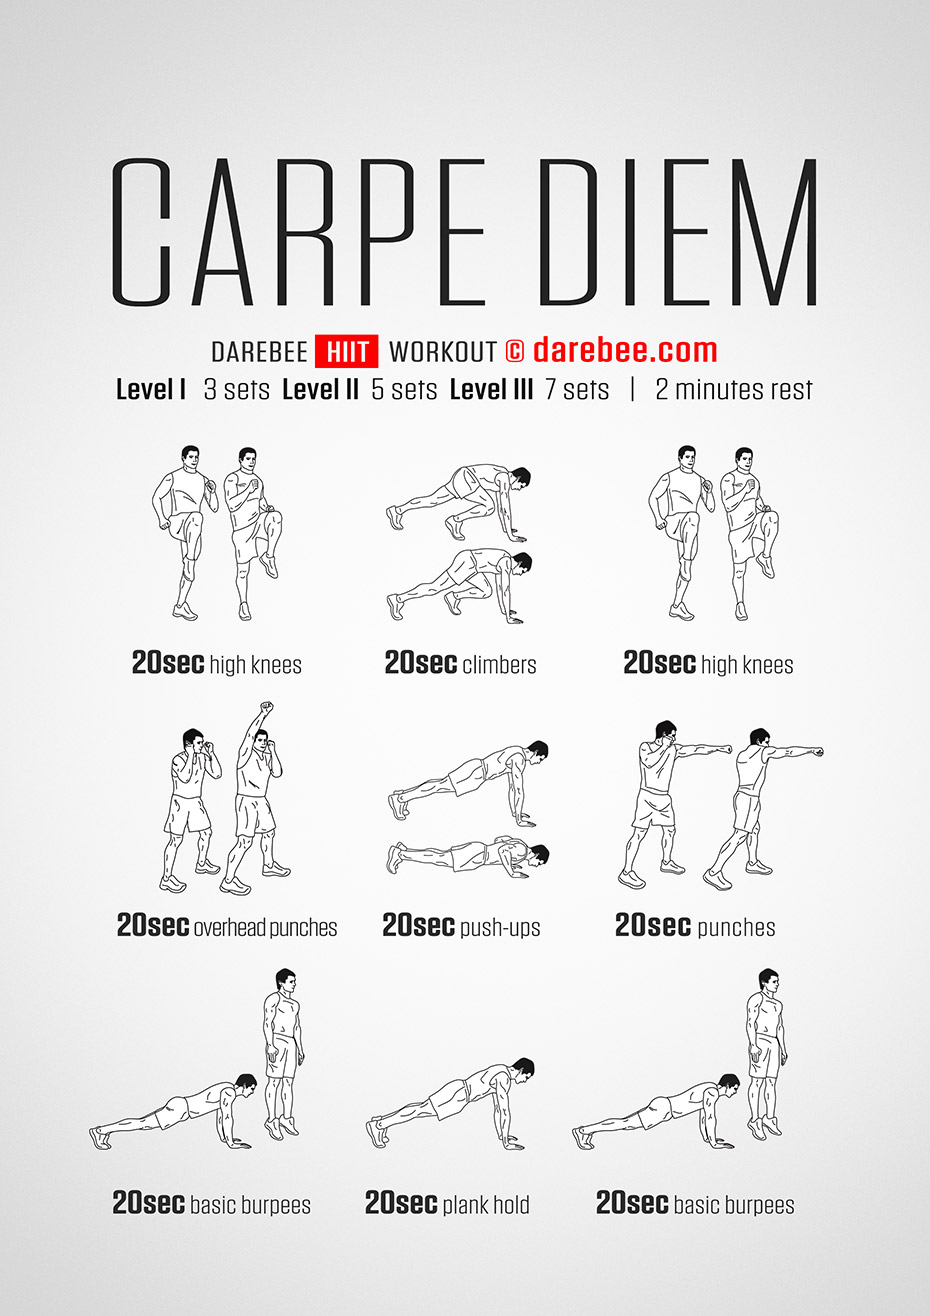 CARPE DIEM
DAREBEE HIIT WORKOUT © darebee.com
Level I 3 sets Level II 5 sets Level III 7 sets | 2 minutes rest
20sec high knees
20sec climbers
20sec high knees
20sec overhead punches
20sec push-ups
20sec punches
20sec basic burpees
20sec plank hold
20sec basic burpees